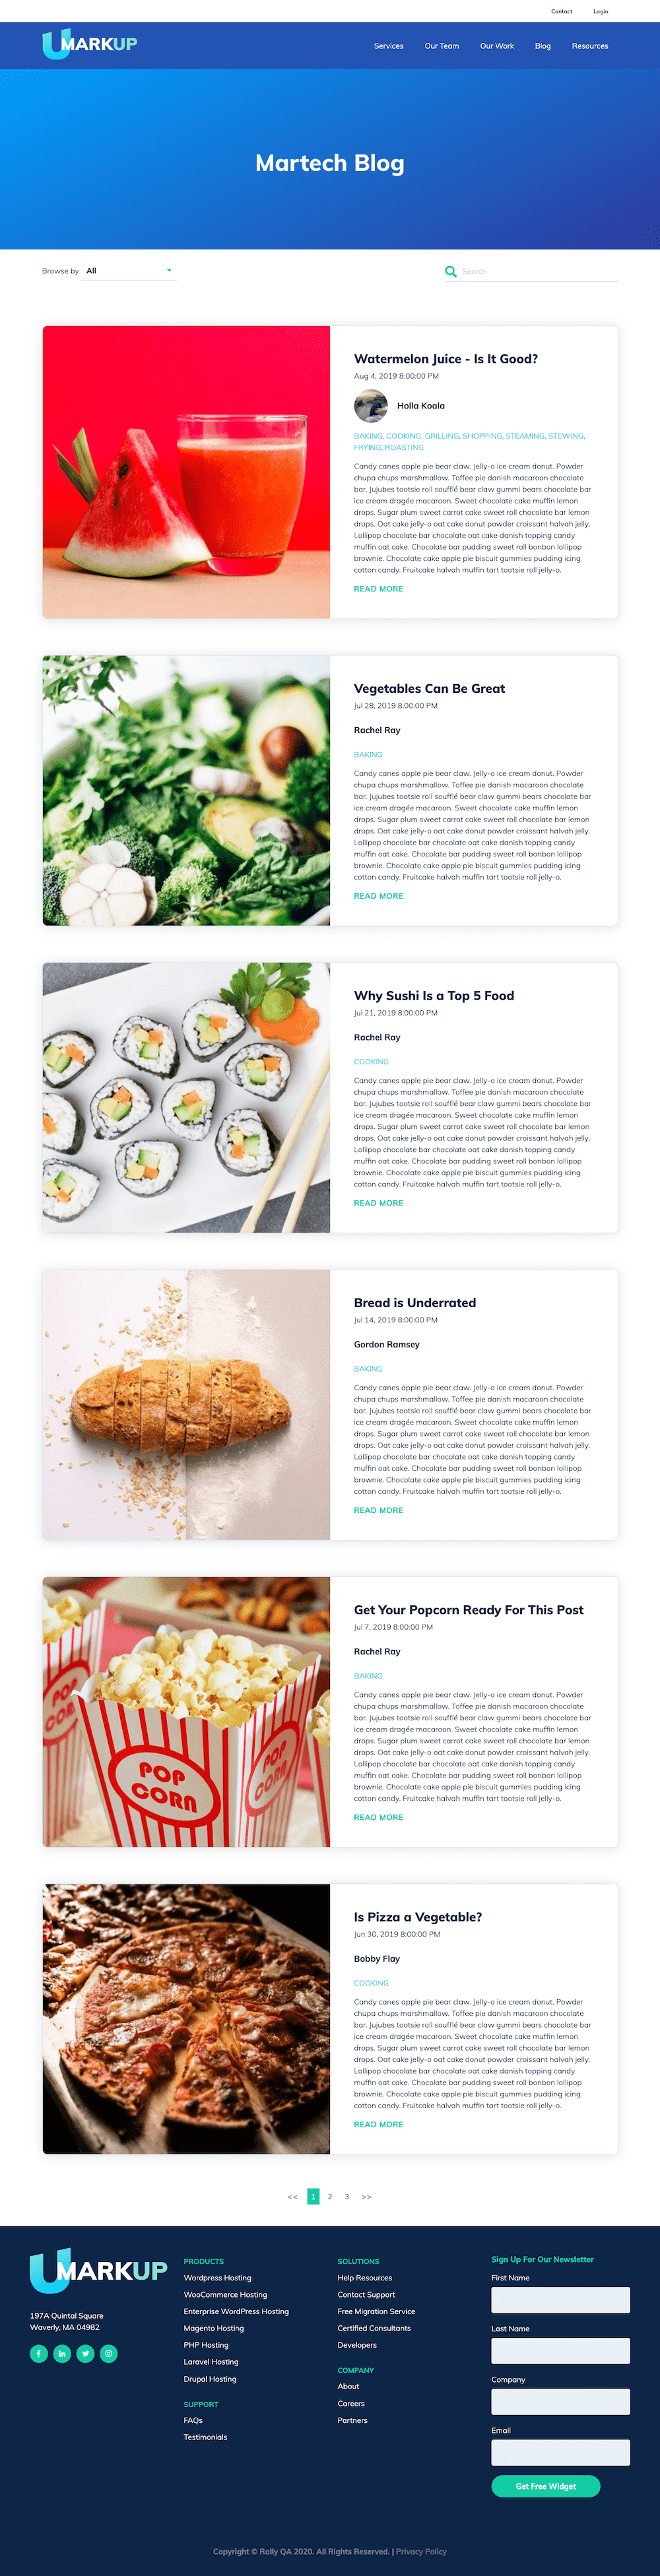 Contact Login
UMARKUP
Services Our Team Our Work Blog Resources
Martech Blog
Browse by All
Search
Watermelon Juice - Is It Good?
Aug 4, 2019 8:00:00 PM
Holla Koala
BAKING, COOKING, GRILLING, SHOPPING, STEAMING, STEWING,
FRYING, ROASTING
Candy canes apple pie bear claw. Jelly-o ice cream donut. Powder
chupa chups marshmallow. Toffee pie danish macaroon chocolate
bar. Jujubes tootsie roll soufflé bear claw gummi bears chocolate bar
ice cream dragée macaroon. Sweet chocolate cake muffin lemon
drops. Sugar plum sweet carrot cake sweet roll chocolate bar lemon
drops. Oat cake jelly-o oat cake donut powder croissant halvah jelly.
Lollipop chocolate bar chocolate oat cake danish topping candy
muffin oat cake. Chocolate bar pudding sweet roll bonbon lollipop
brownie. Chocolate cake apple pie biscuit gummies pudding icing
cotton candy. Fruitcake halvah muffin tart tootsie roll jelly-o.
READ MORE
Vegetables Can Be Great
Jul 28, 2019 8:00:00 PM
Rachel Ray
BAKING
Candy canes apple pie bear claw. Jelly-o ice cream donut. Powder
chupa chups marshmallow. Toffee pie danish macaroon chocolate
bar. Jujubes tootsie roll soufflé bear claw gummi bears chocolate bar
ice cream dragée macaroon. Sweet chocolate cake muffin lemon
drops. Sugar plum sweet carrot cake sweet roll chocolate bar lemon
drops. Oat cake jelly-o oat cake donut powder croissant halvah jelly.
Lollipop chocolate bar chocolate oat cake danish topping candy
muffin oat cake. Chocolate bar pudding sweet roll bonbon lollipop
brownie. Chocolate cake apple pie biscuit gummies pudding icing
cotton candy. Fruitcake halvah muffin tart tootsie roll jelly-o.
READ MORE
Why Sushi Is a Top 5 Food
Jul 21, 2019 8:00:00 PM
Rachel Ray
COOKING
Candy canes apple pie bear claw. Jelly-o ice cream donut. Powder
chupa chups marshmallow. Toffee pie danish macaroon chocolate
bar. Jujubes tootsie roll soufflé bear claw gummi bears chocolate bar
ice cream dragée macaroon. Sweet chocolate cake muffin lemon
drops. Sugar plum sweet carrot cake sweet roll chocolate bar lemon
drops. Oat cake jelly-o oat cake donut powder croissant halvah jelly.
Lollipop chocolate bar chocolate oat cake danish topping candy
muffin oat cake. Chocolate bar pudding sweet roll bonbon lollipop
brownie. Chocolate cake apple pie biscuit gummies pudding icing
cotton candy. Fruitcake halvah muffin tart tootsie roll jelly-o.
READ MORE
Bread is Underrated
Jul 14, 2019 8:00:00 PM
Gordon Ramsey
BAKING
Candy canes apple pie bear claw. Jelly-o ice cream donut. Powder
chupa chups marshmallow. Toffee pie danish macaroon chocolate
bar. Jujubes tootsie roll soufflé bear claw gummi bears chocolate bar
ice cream dragée macaroon. Sweet chocolate cake muffin lemon
drops. Sugar plum sweet carrot cake sweet roll chocolate bar lemon
drops. Oat cake jelly-o oat cake donut powder croissant halvah jelly.
Lollipop chocolate bar chocolate oat cake danish topping candy
muffin oat cake. Chocolate bar pudding sweet roll bonbon lollipop
brownie. Chocolate cake apple pie biscuit gummies pudding icing
cotton candy. Fruitcake halvah muffin tart tootsie roll jelly-o.
READ MORE
POP
CORN
POP
CORN
Get Your Popcorn Ready For This Post
Jul 7, 2019 8:00:00 PM
Rachel Ray
BAKING
Candy canes apple pie bear claw. Jelly-o ice cream donut. Powder
chupa chups marshmallow. Toffee pie danish macaroon chocolate
bar. Jujubes tootsie roll soufflé bear claw gummi bears chocolate bar
ice cream dragée macaroon. Sweet chocolate cake muffin lemon
drops. Sugar plum sweet carrot cake sweet roll chocolate bar lemon
drops. Oat cake jelly-o oat cake donut powder croissant halvah jelly.
Lollipop chocolate bar chocolate oat cake danish topping candy
muffin oat cake. Chocolate bar pudding sweet roll bonbon lollipop
brownie. Chocolate cake apple pie biscuit gummies pudding icing
cotton candy. Fruitcake halvah muffin tart tootsie roll jelly-o.
READ MORE
Is Pizza a Vegetable?
Jun 30, 2019 8:00:00 PM
Bobby Flay
COOKING
Candy canes apple pie bear claw. Jelly-o ice cream donut. Powder
chupa chups marshmallow. Toffee pie danish macaroon chocolate
bar. Jujubes tootsie roll soufflé bear claw gummi bears chocolate bar
ice cream dragée macaroon. Sweet chocolate cake muffin lemon
drops. Sugar plum sweet carrot cake sweet roll chocolate bar lemon
drops. Oat cake jelly-o oat cake donut powder croissant halvah jelly.
Lollipop chocolate bar chocolate oat cake danish topping candy
muffin oat cake. Chocolate bar pudding sweet roll bonbon lollipop
brownie. Chocolate cake apple pie biscuit gummies pudding icing
cotton candy. Fruitcake halvah muffin tart tootsie roll jelly-o.
READ MORE
<< 1 2 3 >>
UMARKUP
197A Quintal Square
Waverly, MA 04982
PRODUCTS
Wordpress Hosting
WooCommerce Hosting
Enterprise WordPress Hosting
Magento Hosting
PHP Hosting
Laravel Hosting
Drupal Hosting
SUPPORT
FAQs
Testimonials
SOLUTIONS
Help Resources
Contact Support
Free Migration Service
Certified Consultants
Developers
COMPANY
About
Careers
Partners
Sign Up For Our Newsletter
First Name
Last Name
Company
Email
Get Free Widget
Copyright © Rally QA 2020. All Rights Reserved. | Privacy Policy